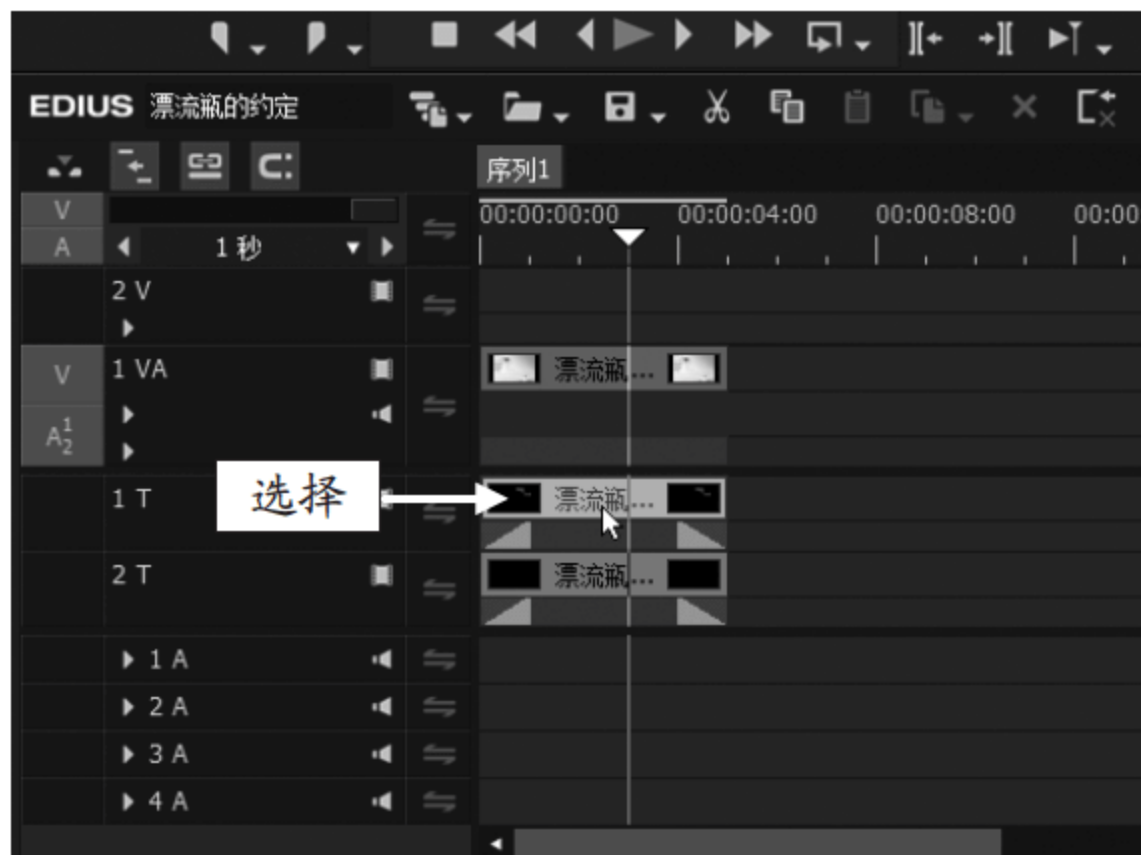 EDIUS 漂流瓶的约定
序列1
V
A
1 秒
00:00:00:00 00:00:04:00 00:00:08:00 00:00
2 V
V
1 VA
漂流瓶...
A 1 2
1 T
选择
漂流瓶...
2 T
漂流瓶...
1 A
2 A
3 A
4 A